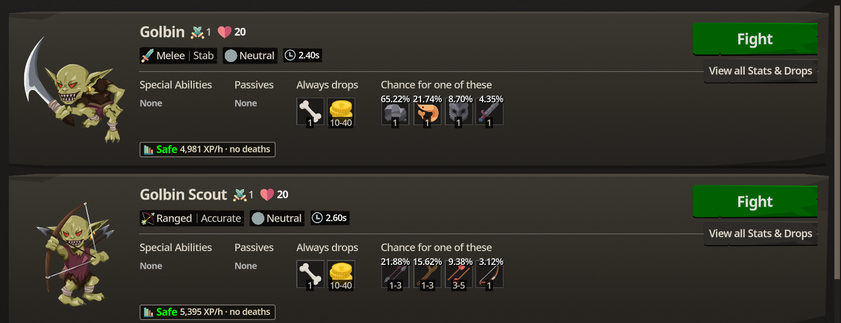 Golbin 1 20
Fight
Melee | Stab Neutral 2.40s
View all Stats & Drops
Special Abilities Passives Always drops Chance for one of these
None None
65.22% 21.74% 8.70% 4.35%
1 10-40 1 1 1 1
Safe 4,981 XP/h · no deaths
Golbin Scout 1 20
Fight
Ranged | Accurate Neutral 2.60s
View all Stats & Drops
Special Abilities Passives Always drops Chance for one of these
None None
21.88% 15.62% 9.38% 3.12%
1 10-40 1-3 1-3 3-5 1
Safe 5,395 XP/h · no deaths